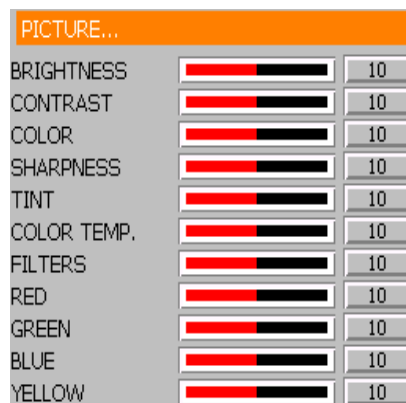 PICTURE...
BRIGHTNESS 10
CONTRAST 10
COLOR 10
SHARPNESS 10
TINT 10
COLOR TEMP. 10
FILTERS 10
RED 10
GREEN 10
BLUE 10
YELLOW 10